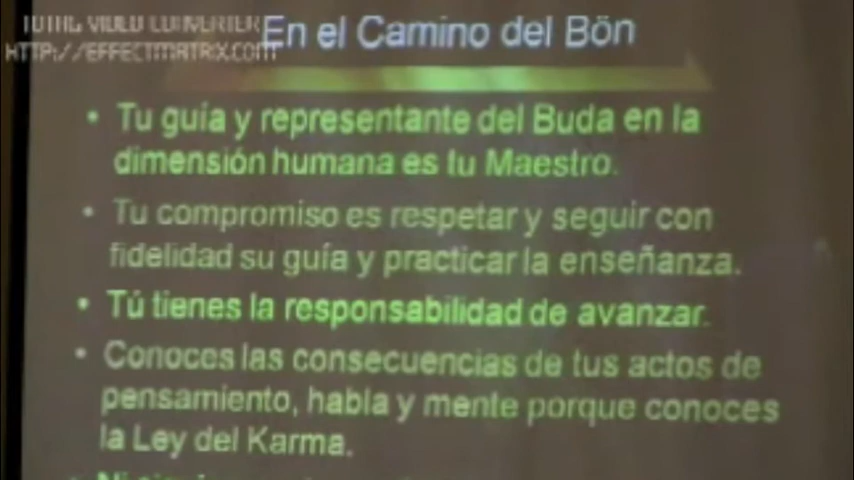 TOTAL VIDEO CONVERTER
HTTP://EFFECTMATRIX.COM
En el Camino del Bön
• Tu guía y representante del Buda en la
dimensión humana es tu Maestro.
• Tu compromiso es respetar y seguir con
fidelidad su guía y practicar la enseñanza.
• Tú tienes la responsabilidad de avanzar.
• Conoces las consecuencias de tus actos de
pensamiento, habla y mente porque conoces
la Ley del Karma.